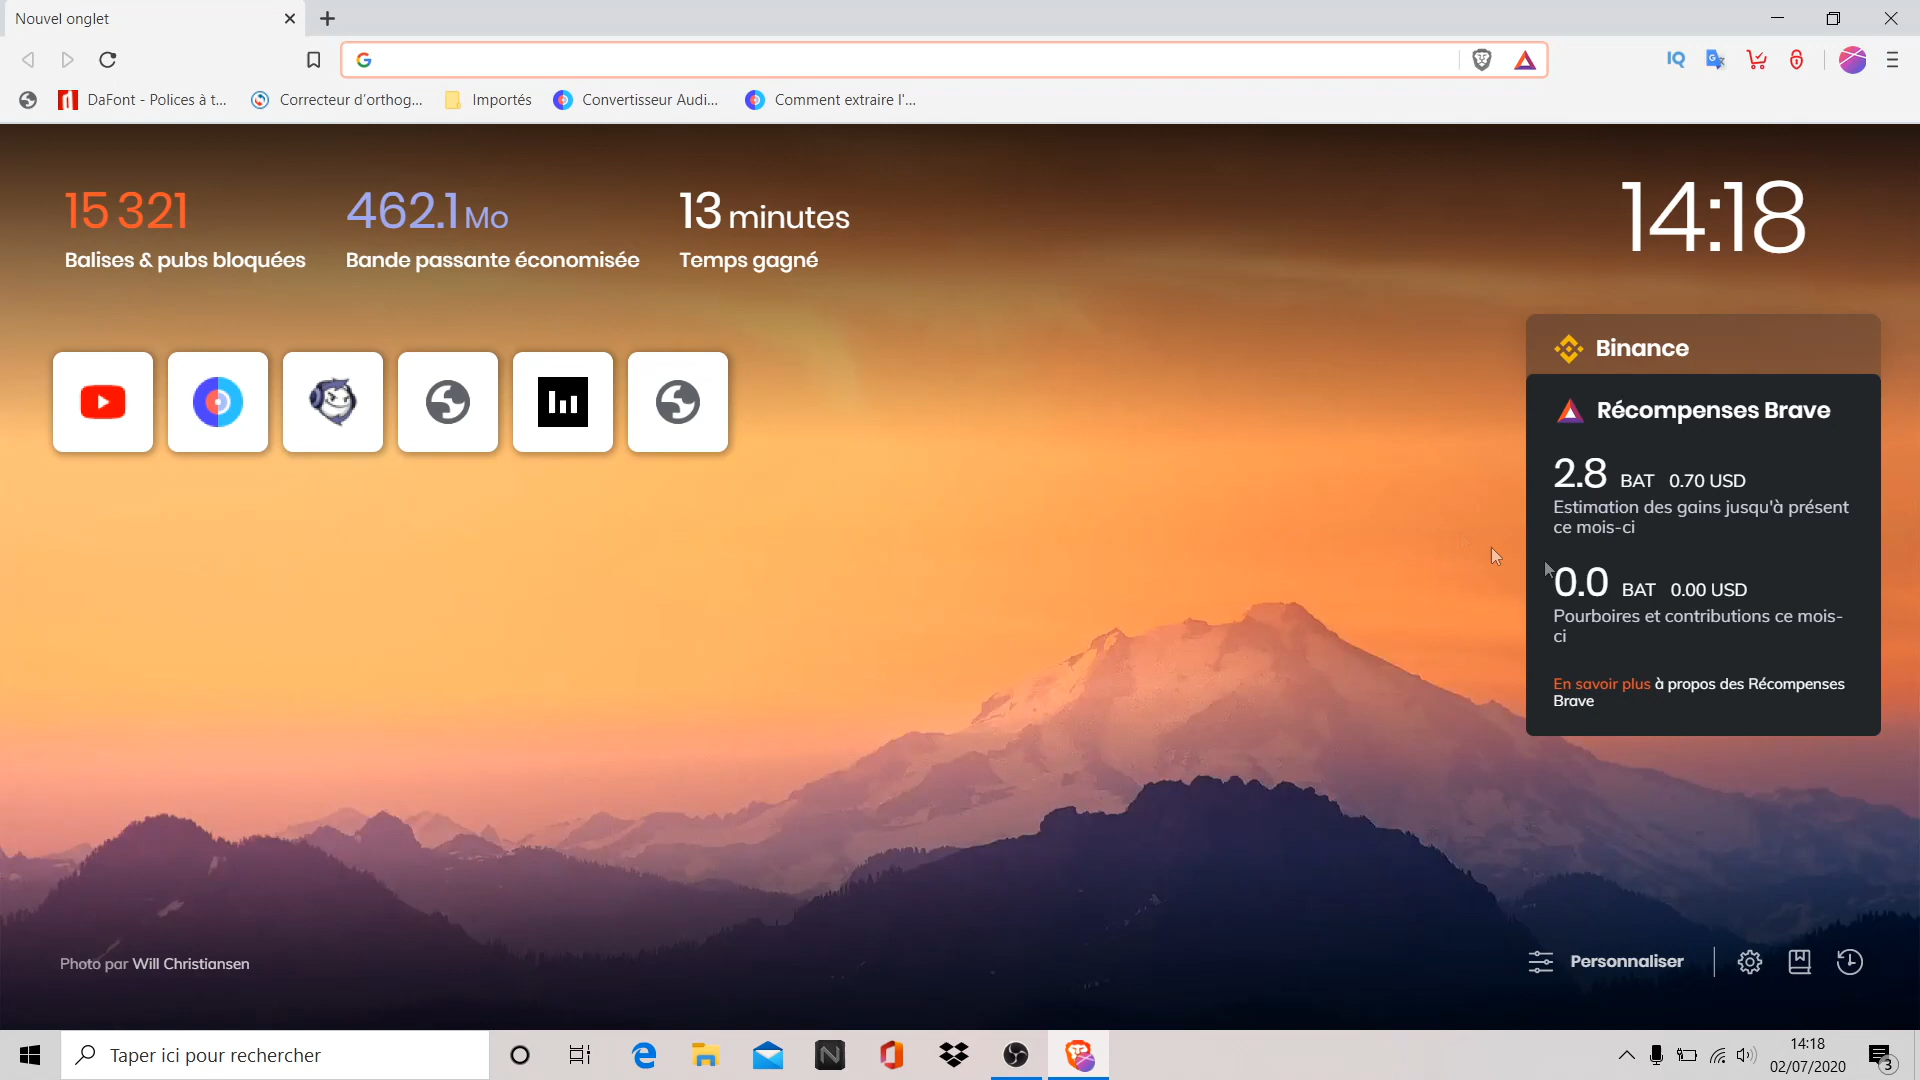 Nouvel onglet
IQ
DaFont - Polices à t...
Correcteur d'orthog...
Importés
Convertisseur Audi...
Comment extraire l'...
15 321
Balises & pubs bloquées
462.1 Mo
Bande passante économisée
13 minutes
Temps gagné
14:18
Binance
Récompenses Brave
2.8 BAT 0.70 USD
Estimation des gains jusqu'à présent
ce mois-ci
0.0 BAT 0.00 USD
Pourboires et contributions ce mois-
ci
En savoir plus à propos des Récompenses
Brave
Photo par Will Christiansen
Personnaliser
Taper ici pour rechercher
14:18
02/07/2020
3